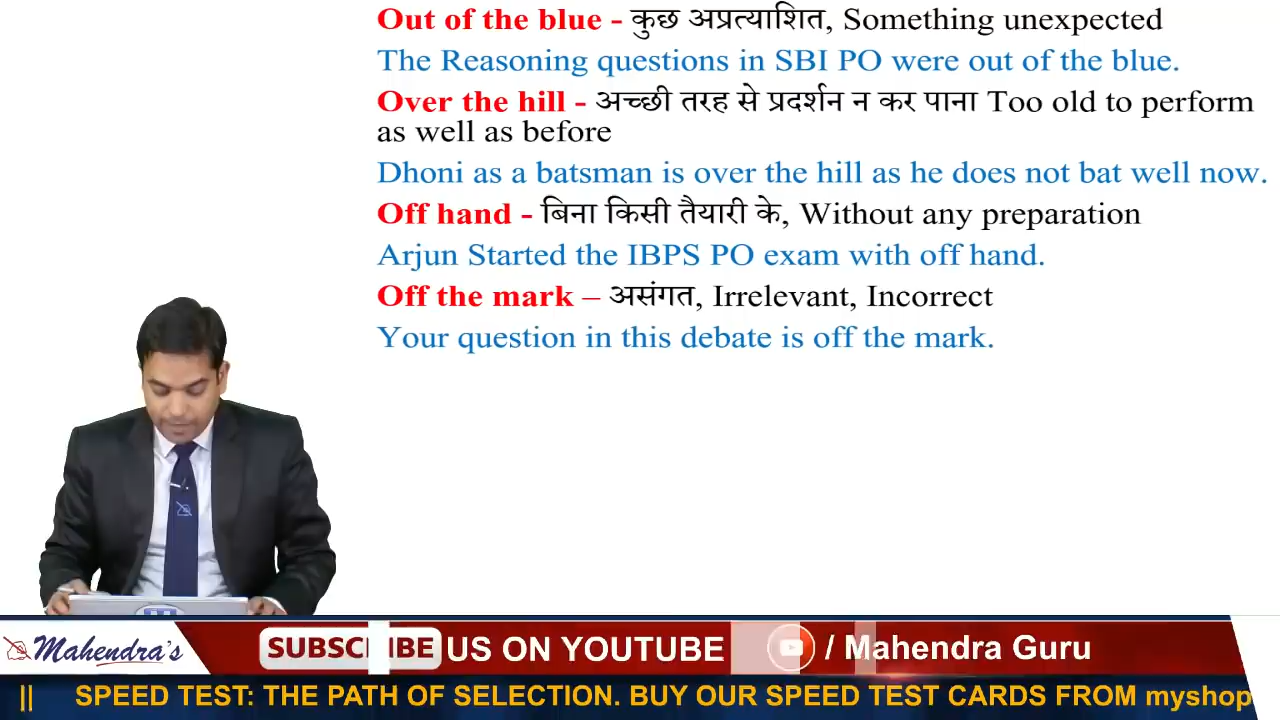 Out of the blue - कुछ अप्रत्याशित, Something unexpected
The Reasoning questions in SBI PO were out of the blue.
Over the hill - अच्छी तरह से प्रदर्शन न कर पाना Too old to perform
as well as before
Dhoni as a batsman is over the hill as he does not bat well now.
Off hand - बिना किसी तैयारी के, Without any preparation
Arjun Started the IBPS PO exam with off hand.
Off the mark – असंगत, Irrelevant, Incorrect
Your question in this debate is off the mark.
Mahendra's SUBSCRIBE US ON YOUTUBE / Mahendra Guru
|| SPEED TEST: THE PATH OF SELECTION. BUY OUR SPEED TEST CARDS FROM myshop